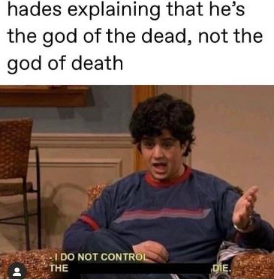 hades explaining that he's
the god of the dead, not the
god of death
- I DO NOT CONTROL
THE
DIE.